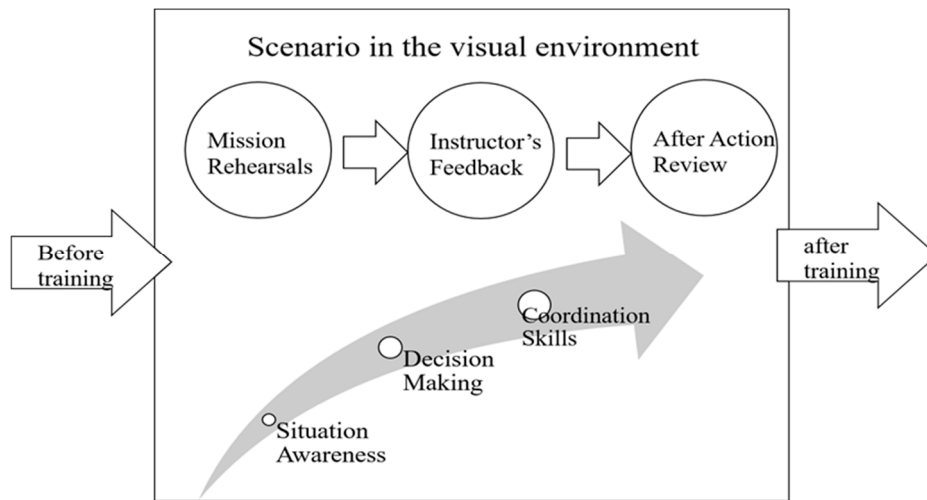 Scenario in the visual environment
Mission
Rehearsals
Instructor’s
Feedback
After Action
Review
Before
training
after
training
Coordination
Skills
Decision
Making
Situation
Awareness